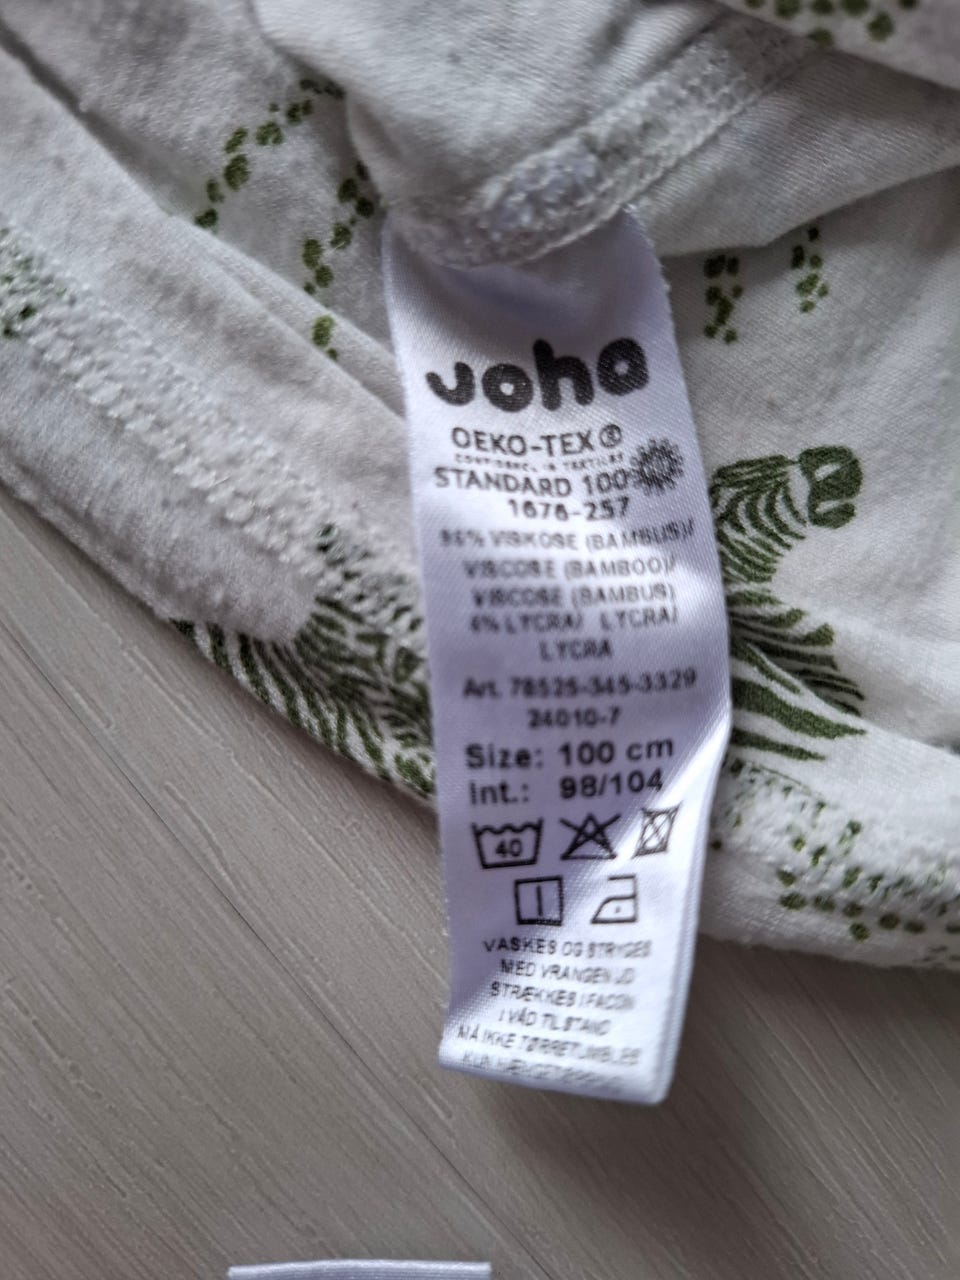 Joha
OEKO-TEX®
STANDARD 100
1676-257
VISKOSE (BAMBUS)/
VISCOSE (BAMBOO)/
VISCOSE (BAMBUS)
LYCRA/ LYCRA/
LYCRA
Art. 78525-345-3329
24010-7
Size: 100 cm
Int.: 98/104
40
VASKES OG STRYGES
MED VRANGEN UD
STRÆKKES I FACON
I VÅD TILSTAND
MÅ IKKE TØRRETUMBLES